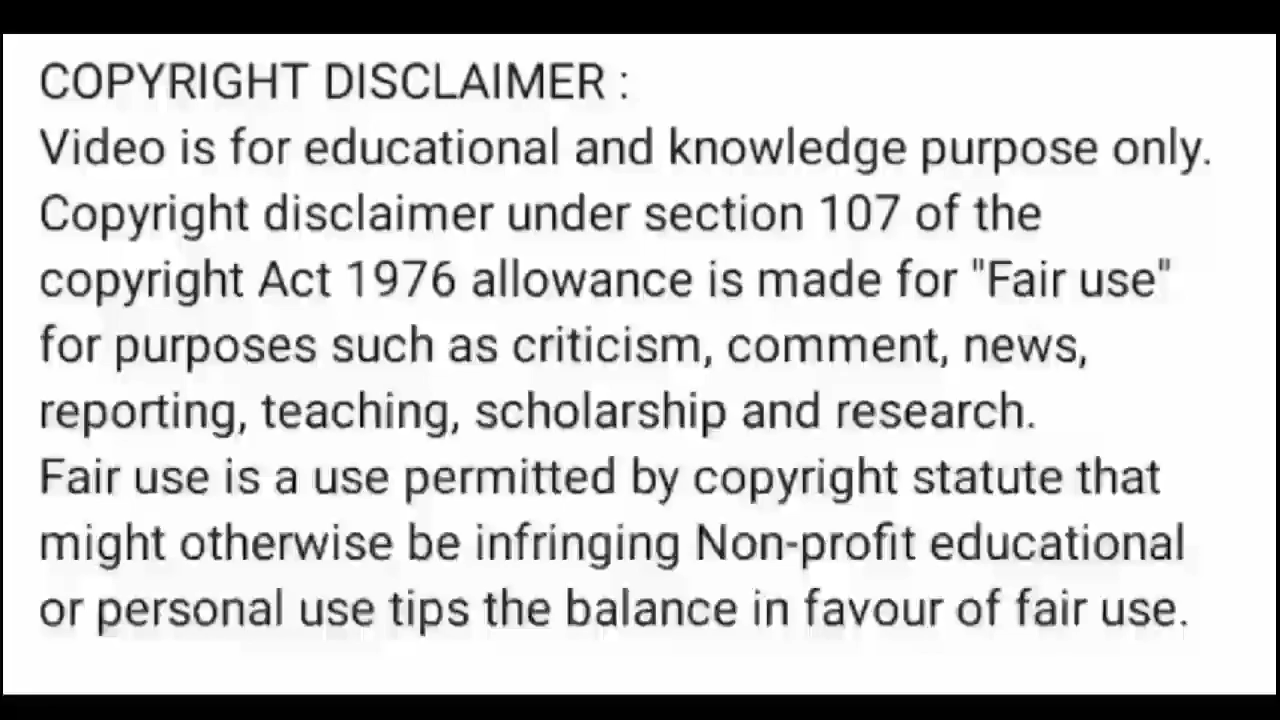 COPYRIGHT DISCLAIMER :
Video is for educational and knowledge purpose only.
Copyright disclaimer under section 107 of the
copyright Act 1976 allowance is made for "Fair use"
for purposes such as criticism, comment, news,
reporting, teaching, scholarship and research.
Fair use is a use permitted by copyright statute that
might otherwise be infringing Non-profit educational
or personal use tips the balance in favour of fair use.